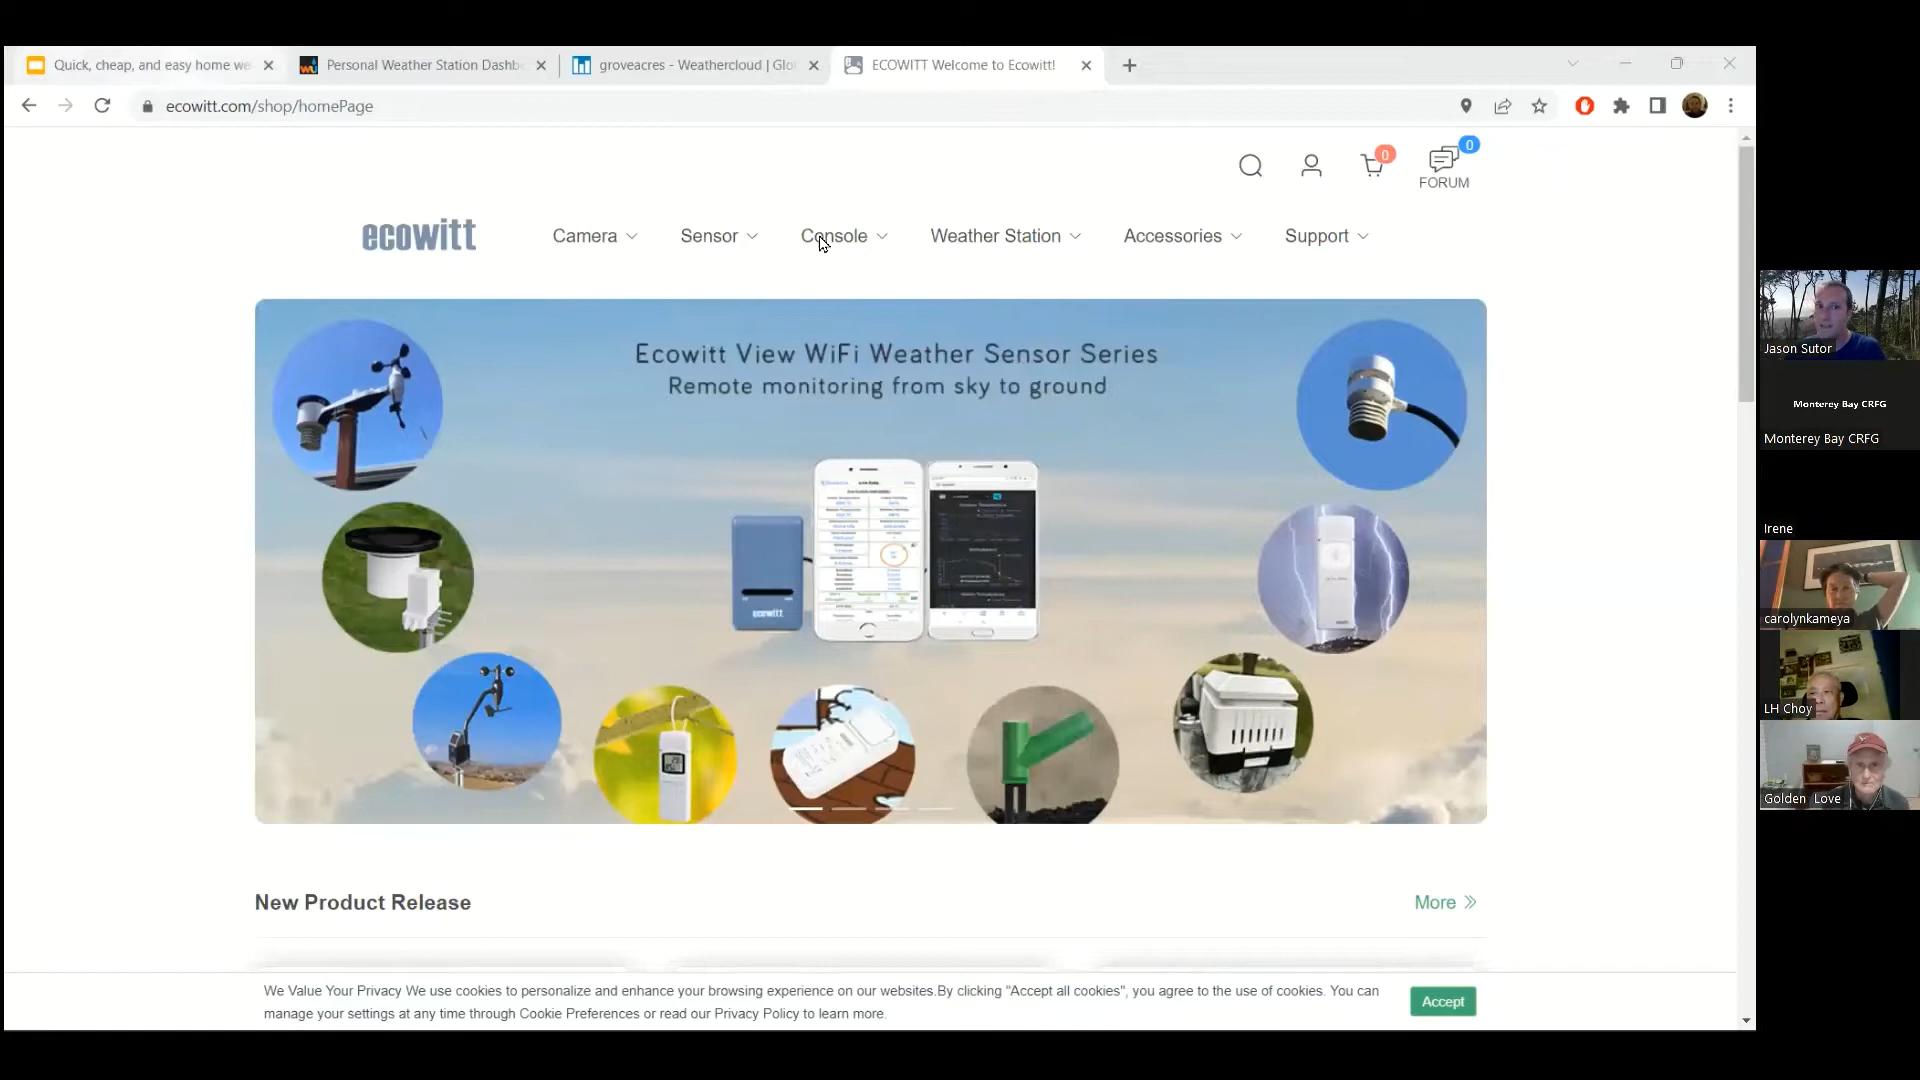 Quick, cheap, and easy home we
Personal Weather Station Dashb
groveacres - Weathercloud | Glo
ECOWITT Welcome to Ecowitt!
ecowitt.com/shop/homePage
0
0
FORUM
ecowitt
Camera
Sensor
Console
Weather Station
Accessories
Support
Ecowitt View WiFi Weather Sensor Series
Remote monitoring from sky to ground
ecowitt
New Product Release
More
We Value Your Privacy We use cookies to personalize and enhance your browsing experience on our websites.By clicking "Accept all cookies", you agree to the use of cookies. You can
manage your settings at any time through Cookie Preferences or read our Privacy Policy to learn more.
Accept
Jason Sutor
Monterey Bay CRFG
Monterey Bay CRFG
Irene
carolynkameya
LH Choy
Golden Love